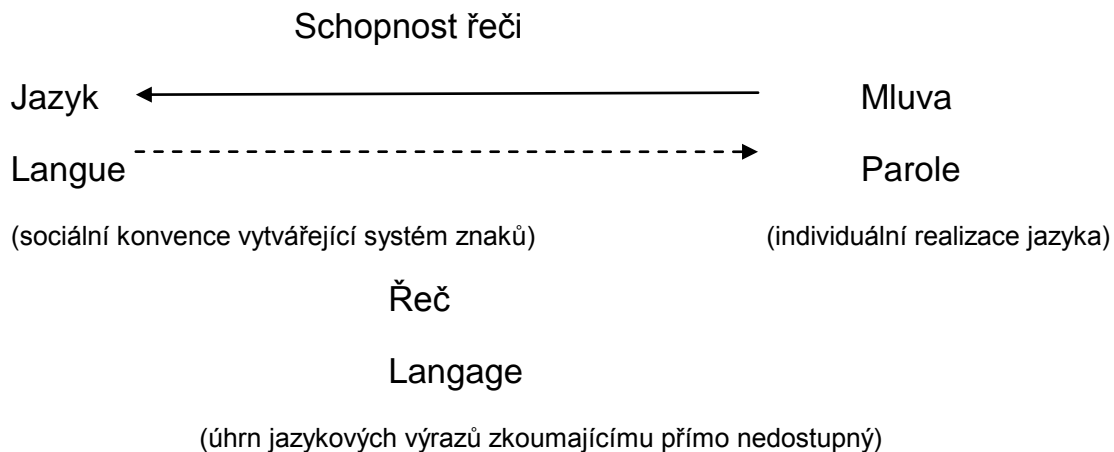 Schopnost řeči
Jazyk Mluva
Langue Parole
(sociální konvence vytvářející systém znaků) (individuální realizace jazyka)
Řeč
Langage
(úhrn jazykových výrazů zkoumajícímu přímo nedostupný)